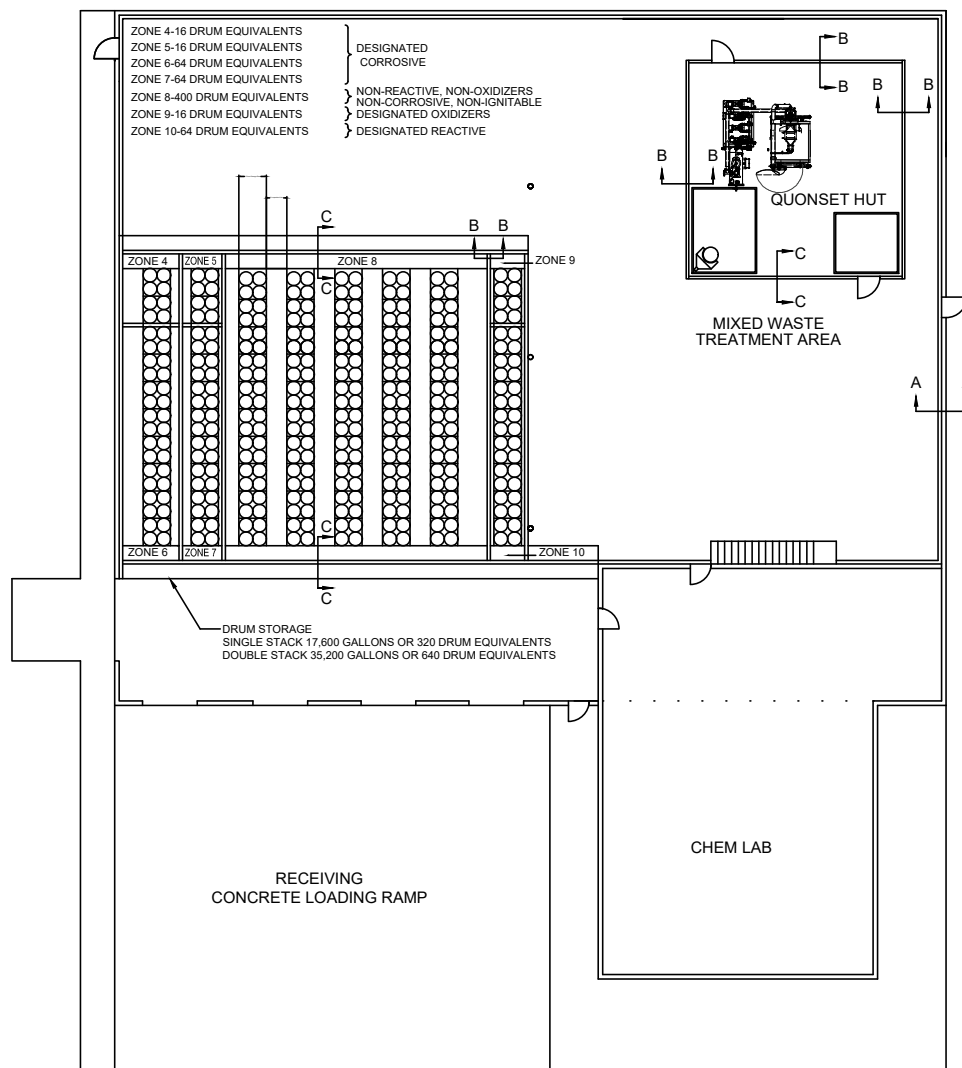 ZONE 4-16 DRUM EQUIVALENTS
ZONE 5-16 DRUM EQUIVALENTS
ZONE 6-64 DRUM EQUIVALENTS
ZONE 7-64 DRUM EQUIVALENTS
DESIGNATED
CORROSIVE
ZONE 8-400 DRUM EQUIVALENTS
NON-REACTIVE, NON-OXIDIZERS
NON-CORROSIVE, NON-IGNITABLE
ZONE 9-16 DRUM EQUIVALENTS
DESIGNATED OXIDIZERS
ZONE 10-64 DRUM EQUIVALENTS
DESIGNATED REACTIVE
B
B
B B
B B
QUONSET HUT
C
C
B B
ZONE 4
ZONE 5
ZONE 8
ZONE 9
C
C
MIXED WASTE
TREATMENT AREA
A
C
C
ZONE 6
ZONE 7
ZONE 10
DRUM STORAGE
SINGLE STACK 17,600 GALLONS OR 320 DRUM EQUIVALENTS
DOUBLE STACK 35,200 GALLONS OR 640 DRUM EQUIVALENTS
CHEM LAB
RECEIVING
CONCRETE LOADING RAMP